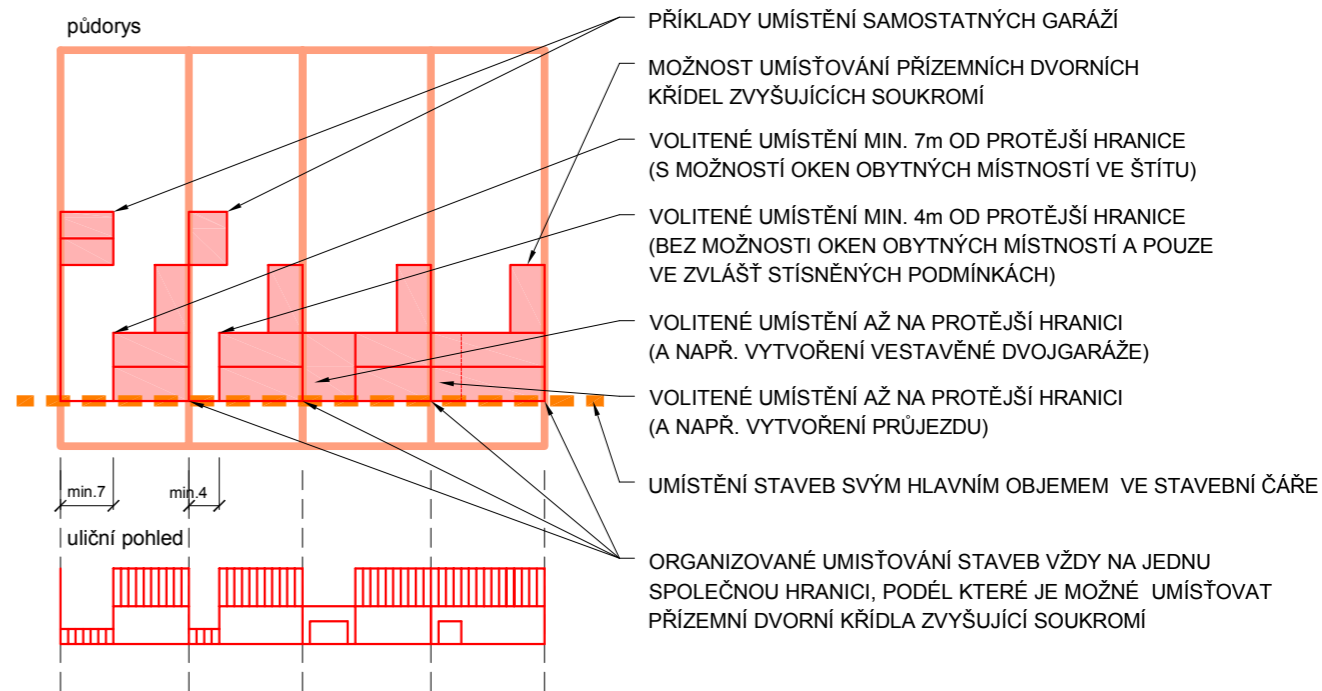 půdorys
PŘÍKLADY UMÍSTĚNÍ SAMOSTATNÝCH GARÁŽÍ
MOŽNOST UMÍSŤOVÁNÍ PŘÍZEMNÍCH DVORNÍCH
KŘÍDEL ZVYŠUJÍCÍCH SOUKROMÍ
VOLITENÉ UMÍSTĚNÍ MIN. 7m OD PROTĚJŠÍ HRANICE
(S MOŽNOSTÍ OKEN OBYTNÝCH MÍSTNOSTÍ VE ŠTÍTU)
VOLITENÉ UMÍSTĚNÍ MIN. 4m OD PROTĚJŠÍ HRANICE
(BEZ MOŽNOSTI OKEN OBYTNÝCH MÍSTNOSTÍ A POUZE
VE ZVLÁŠŤ STÍSNĚNÝCH PODMÍNKÁCH)
VOLITENÉ UMÍSTĚNÍ AŽ NA PROTĚJŠÍ HRANICI
(A NAPŘ. VYTVOŘENÍ VESTAVĚNÉ DVOJGARÁŽE)
VOLITENÉ UMÍSTĚNÍ AŽ NA PROTĚJŠÍ HRANICI
(A NAPŘ. VYTVOŘENÍ PRŮJEZDU)
UMÍSTĚNÍ STAVEB SVÝM HLAVNÍM OBJEMEM VE STAVEBNÍ ČÁŘE
min.7
min.4
uliční pohled
ORGANIZOVANÉ UMISŤOVÁNÍ STAVEB VŽDY NA JEDNU
SPOLEČNOU HRANICI, PODÉL KTERÉ JE MOŽNÉ UMÍSŤOVAT
PŘÍZEMNÍ DVORNÍ KŘÍDLA ZVYŠUJÍCÍ SOUKROMÍ